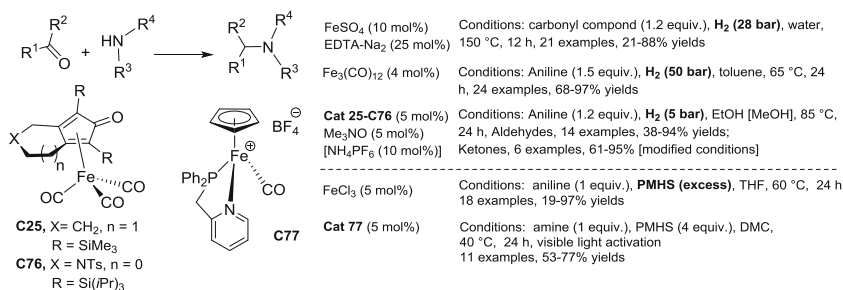 R1
R2
O
+
HN
R4
R3
R2
R4
R1
N
R3
FeSO4 (10 mol%)
EDTA-Na2 (25 mol%)
Conditions: carbonyl compond (1.2 equiv.), H2 (28 bar), water,
150 °C, 12 h, 21 examples, 21-88% yields
Fe3(CO)12 (4 mol%)
Conditions: Aniline (1.5 equiv.), H2 (50 bar), toluene, 65 °C, 24
h, 24 examples, 68-97% yields
Cat 25-C76 (5 mol%)
Me3NO (5 mol%)
[NH4PF6 (10 mol%)]
Conditions: Aniline (1.2 equiv.), H2 (5 bar), EtOH [MeOH], 85 °C,
24 h, Aldehydes, 14 examples, 38-94% yields;
Ketones, 6 examples, 61-95% [modified conditions]
FeCl3 (5 mol%)
Conditions: aniline (1 equiv.), PMHS (excess), THF, 60 °C, 24 h
18 examples, 19-97% yields
Cat 77 (5 mol%)
Conditions: amine (1 equiv.), PMHS (4 equiv.), DMC,
40 °C, 24 h, visible light activation
11 examples, 53-77% yields
R
O
X
( )n
R
Fe
OC
CO
CO
C25, X= CH2, n = 1
R = SiMe3
C76, X = NTs, n = 0
R = Si(iPr)3
BF4 ⊖
Fe ⊕
Ph2P
CO
N
C77